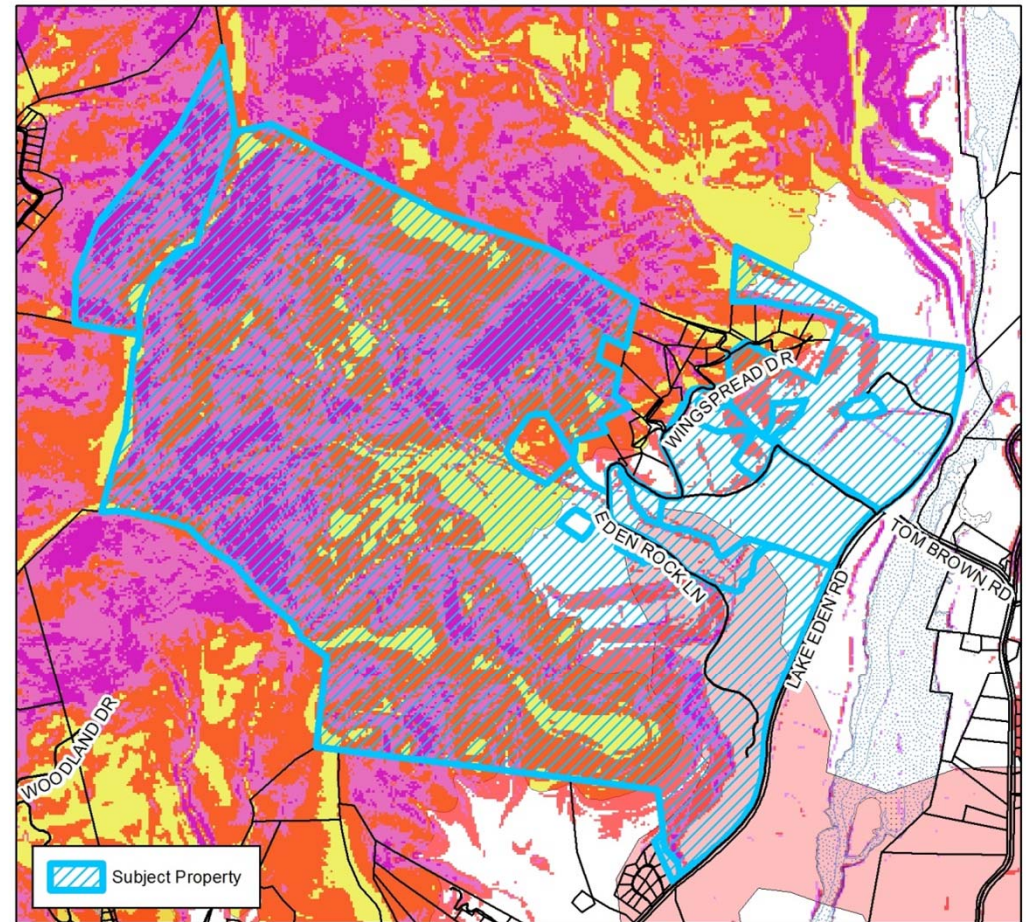 WINGSPREAD DR
EDEN ROCK LN
TOM BROWN RD
LAKE EDEN RD
WOODLAND DR
Subject Property